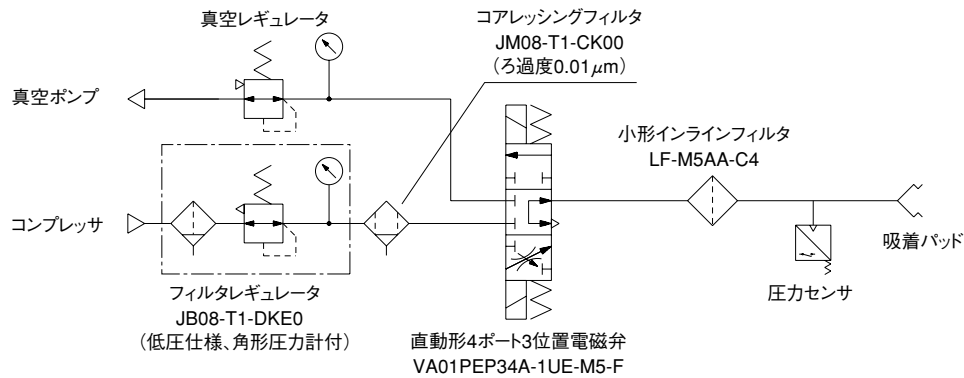 真空レギュレータ
コアレッシングフィルタ
JM08-T1-CK00
（ろ過度0.01μm）
真空ポンプ
小形インラインフィルタ
LF-M5AA-C4
コンプレッサ
吸着パッド
フィルタレギュレータ
JB08-T1-DKE0
（低圧仕様、角形圧力計付）
圧力センサ
直動形4ポート3位置電磁弁
VA01PEP34A-1UE-M5-F